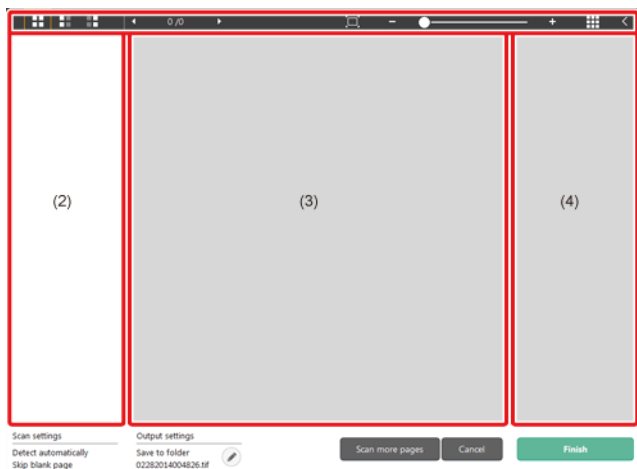 0 /0
(2)
(3)
(4)
Scan settings
Detect automatically
Skip blank page
Output settings
Save to folder
02282014004826.tif
Scan more pages
Cancel
Finish